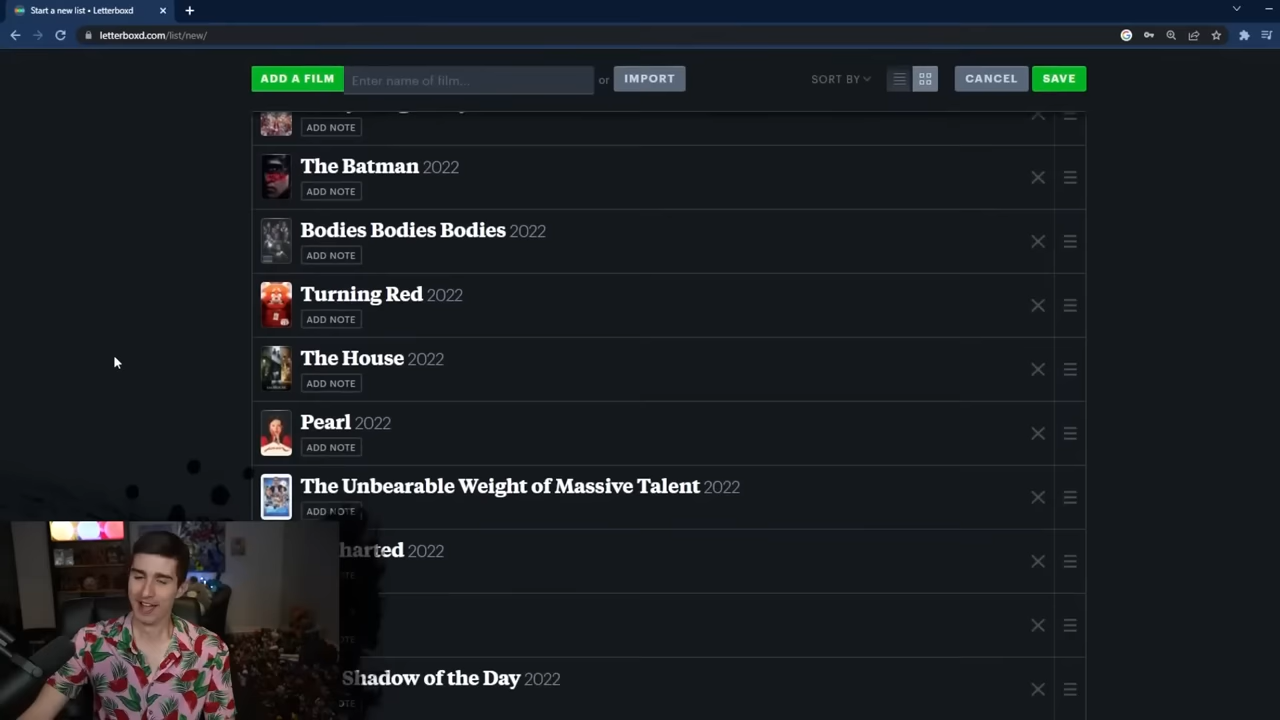 Start a new list • Letterboxd
letterboxd.com/list/new/
ADD A FILM
Enter name of film...
or
IMPORT
SORT BY
CANCEL
SAVE
ADD NOTE
The Batman 2022
ADD NOTE
Bodies Bodies Bodies 2022
ADD NOTE
Turning Red 2022
ADD NOTE
The House 2022
ADD NOTE
Pearl 2022
ADD NOTE
The Unbearable Weight of Massive Talent 2022
ADD NOTE
harted 2022
OTE
OTE
Shadow of the Day 2022
OTE